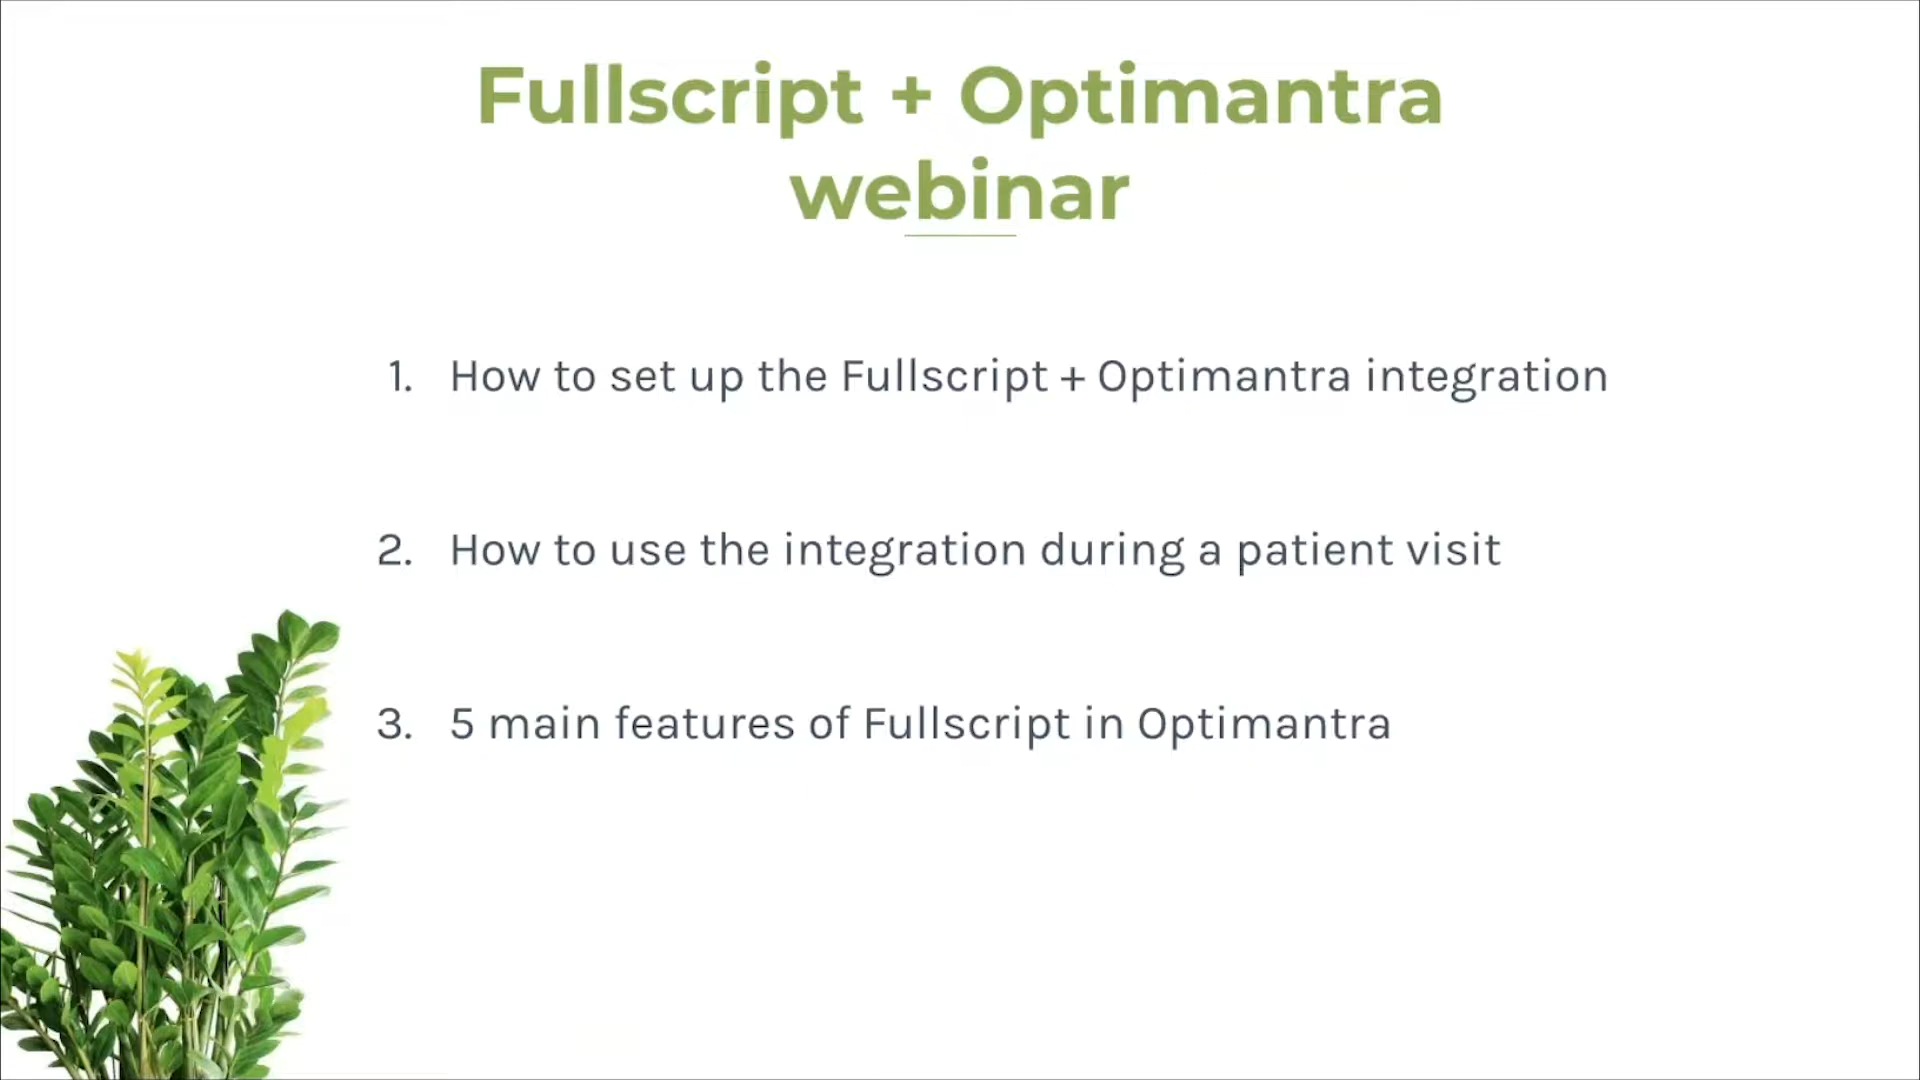 Fullscript + Optimantra
webinar
1. How to set up the Fullscript + Optimantra integration
2. How to use the integration during a patient visit
3. 5 main features of Fullscript in Optimantra